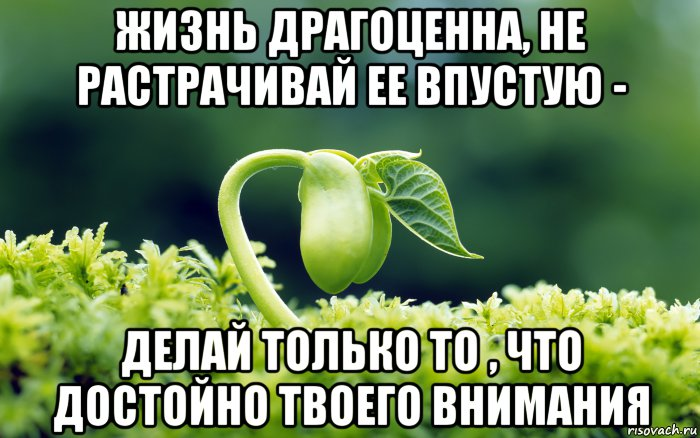 ЖИЗНЬ ДРАГОЦЕННА, НЕ
РАСТРАЧИВАЙ ЕЕ ВПУСТУЮ -
ДЕЛАЙ ТОЛЬКО ТО , ЧТО
ДОСТОЙНО ТВОЕГО ВНИМАНИЯ
risovach.ru